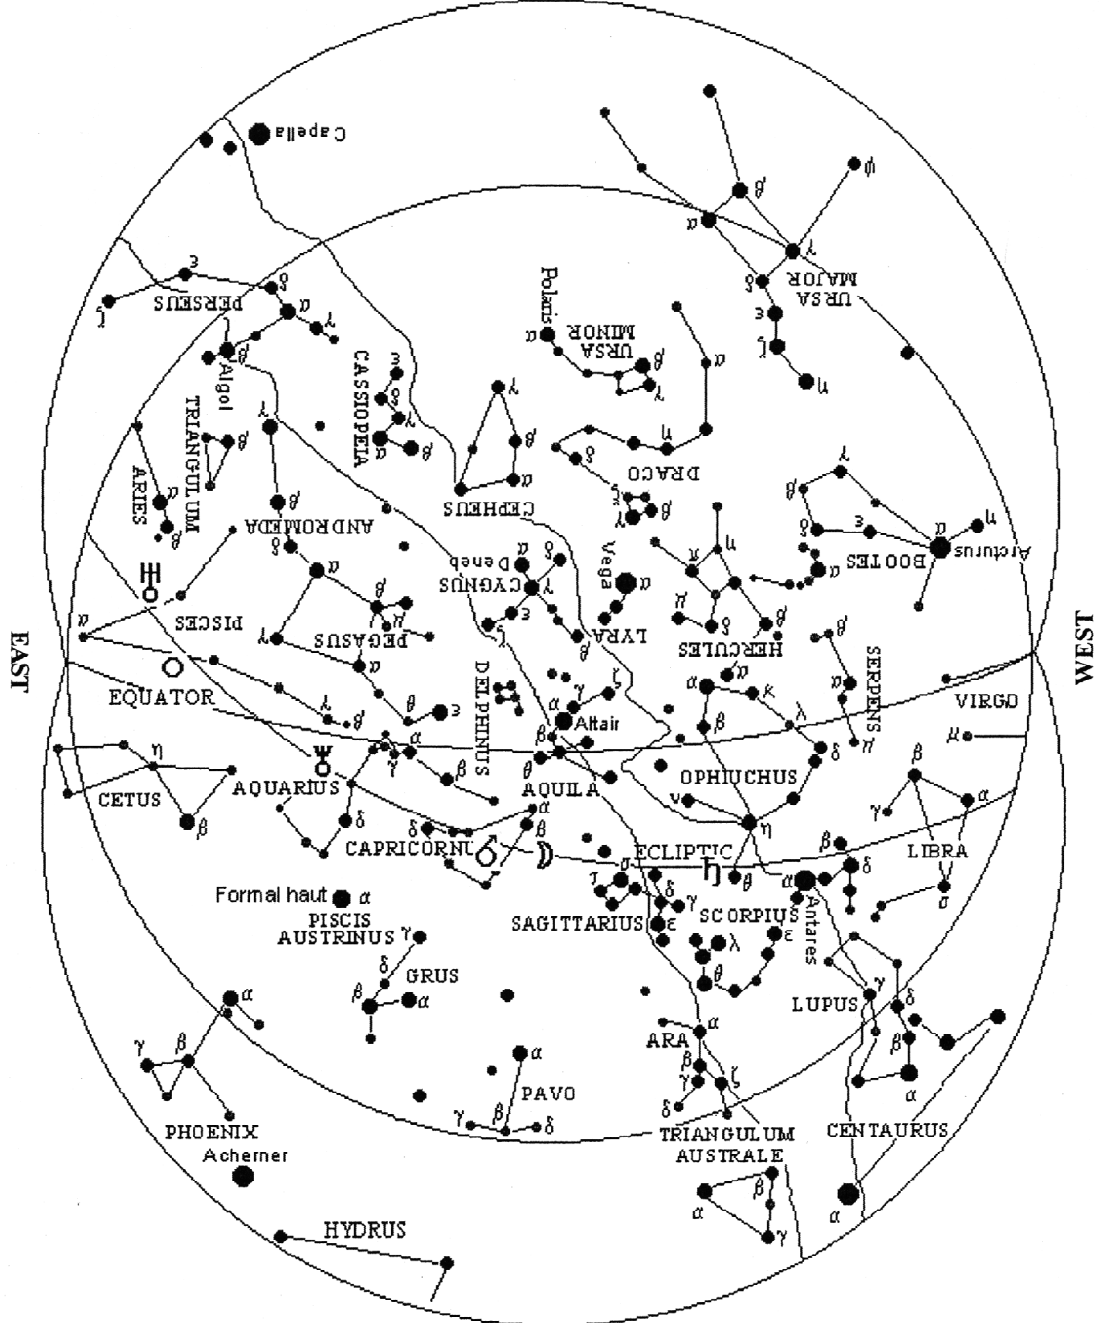 Capella
ψ
β
α
γ
URSA
MAJOR
δ
ε
ζ
η
ε
PERSEUS
δ
α
γ
ζ
β
Algol
Polaris
α
URSA
MINOR
β
γ
α
CASSIOPEIA
ε
δ
γ
α
β
γ
β
α
CEPHEUS
η
DRACO
δ
ξ
γ
β
TRIANGULUM
β
ARIES
α
β
γ
β
ANDROMEDA
δ
α
γ
β
δ
ε
α
η
BOOTES
Arcturus
α
Deneb
δ
CYGNUS
γ
ε
ζ
β
Vega
α
LYRA
π
η
μ
δ
β
HERCULES
α
α
PISCES
α
β
μ
γ
PEGASUS
α
θ
ε
EAST
WEST
EQUATOR
γ
β
DELPHINUS
ζ
γ
α
Altair
β
θ
AQUILA
α
κ
β
λ
δ
OPHIUCHUS
ν
η
θ
β
α
SERPENS
μ
VIRGO
μ
η
CETUS
β
α
γ
β
AQUARIUS
δ
δ
CAPRICORNI
α
β
ECLIPTIC
β
α
γ
LIBRA
σ
σ
τ
δ
γ
SAGITTARIUS
ε
α
β
δ
SCORPIUS
Antares
ε
λ
θ
Formal haut
α
PISCIS
AUSTRINUS
γ
δ
GRUS
β
α
LUPUS
γ
δ
β
α
ARA
α
β
γ
ζ
δ
α
γ
β
PHOENIX
Acherner
α
PAVO
γ
β
δ
TRIANGULUM
AUSTRALE
β
α
γ
CENTAURUS
α
HYDRUS